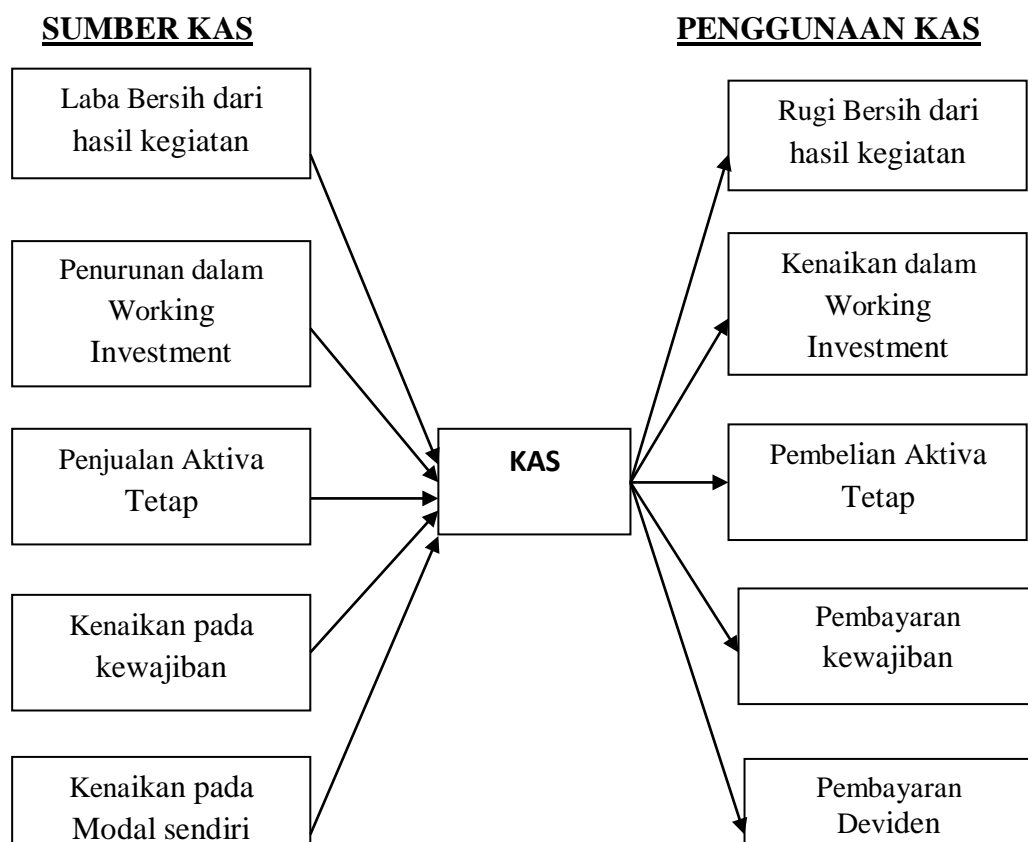 SUMBER KAS
PENGGUNAAN KAS
Laba Bersih dari
hasil kegiatan
Penurunan dalam
Working
Investment
Penjualan Aktiva
Tetap
Kenaikan pada
kewajiban
Kenaikan pada
Modal sendiri
KAS
Rugi Bersih dari
hasil kegiatan
Kenaikan dalam
Working
Investment
Pembelian Aktiva
Tetap
Pembayaran
kewajiban
Pembayaran
Deviden